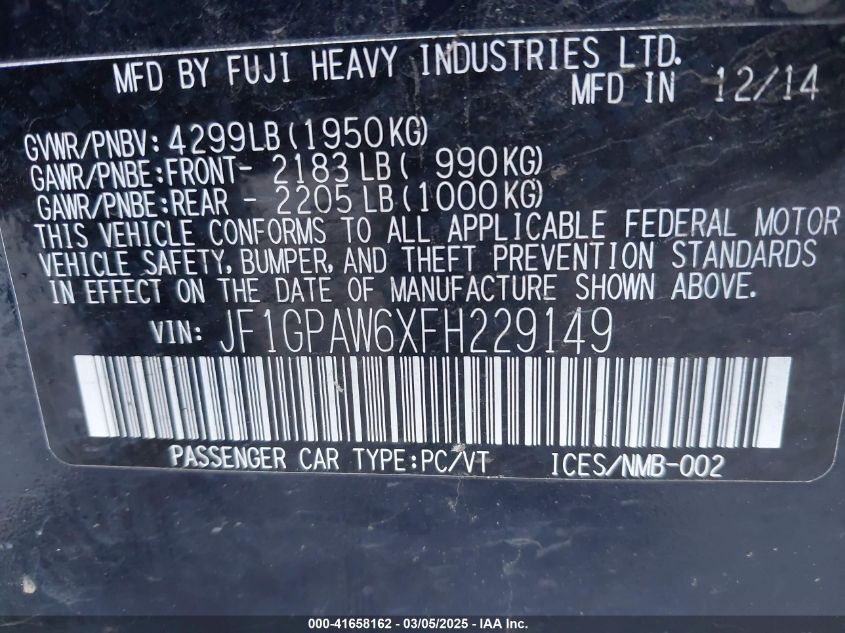 MFD BY FUJI HEAVY INDUSTRIES LTD.
MFD IN 12/14
GVWR/PNBV: 4299LB (1950KG)
GAWR/PNBE: FRONT- 2183 LB ( 990KG)
GAWR/PNBE: REAR - 2205 LB (1000KG)
THIS VEHICLE CONFORMS TO ALL APPLICABLE FEDERAL MOTOR
VEHICLE SAFETY, BUMPER, AND THEFT PREVENTION STANDARDS
IN EFFECT ON THE DATE OF MANUFACTURE SHOWN ABOVE.
VIN: JF1GPAW6XFH229149
PASSENGER CAR TYPE:PC/VT ICES/NMB-002
000-41658162 - 03/05/2025 - IAA Inc.